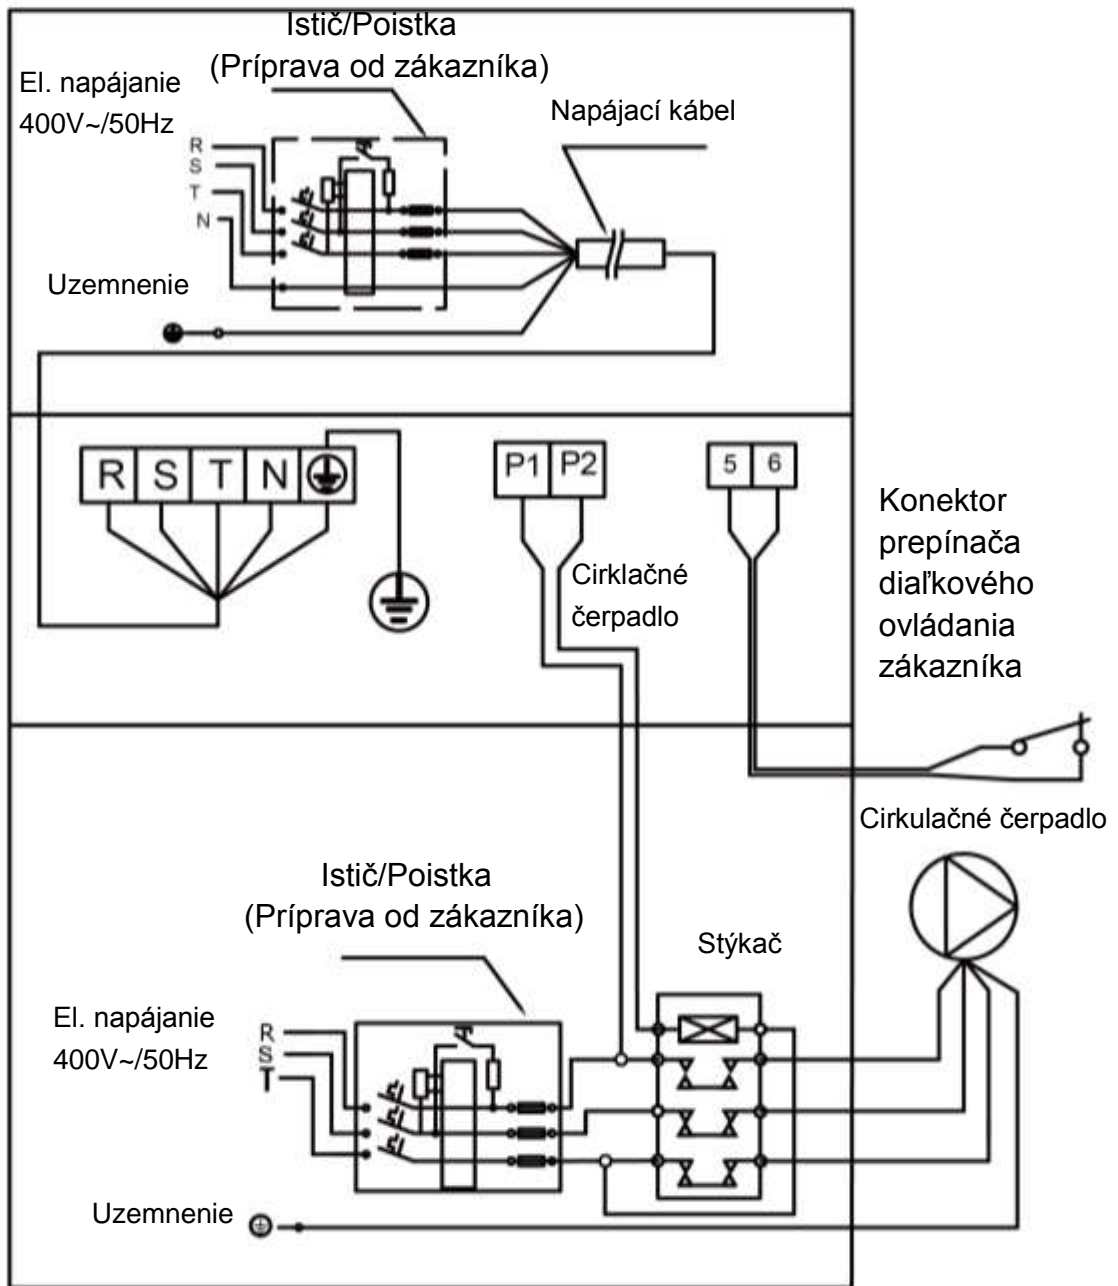 Istič/Poistka
(Príprava od zákazníka)
El. napájanie
400V~/50Hz
Napájací kábel
R
S
T
N
Uzemnenie
R S T N
P1 P2
5 6
Konektor
prepínača
diaľkového
ovládania
zákazníka
Cirklačné
čerpadlo
Cirkulačné čerpadlo
Istič/Poistka
(Príprava od zákazníka)
Stýkač
El. napájanie
400V~/50Hz
R
S
T
Uzemnenie